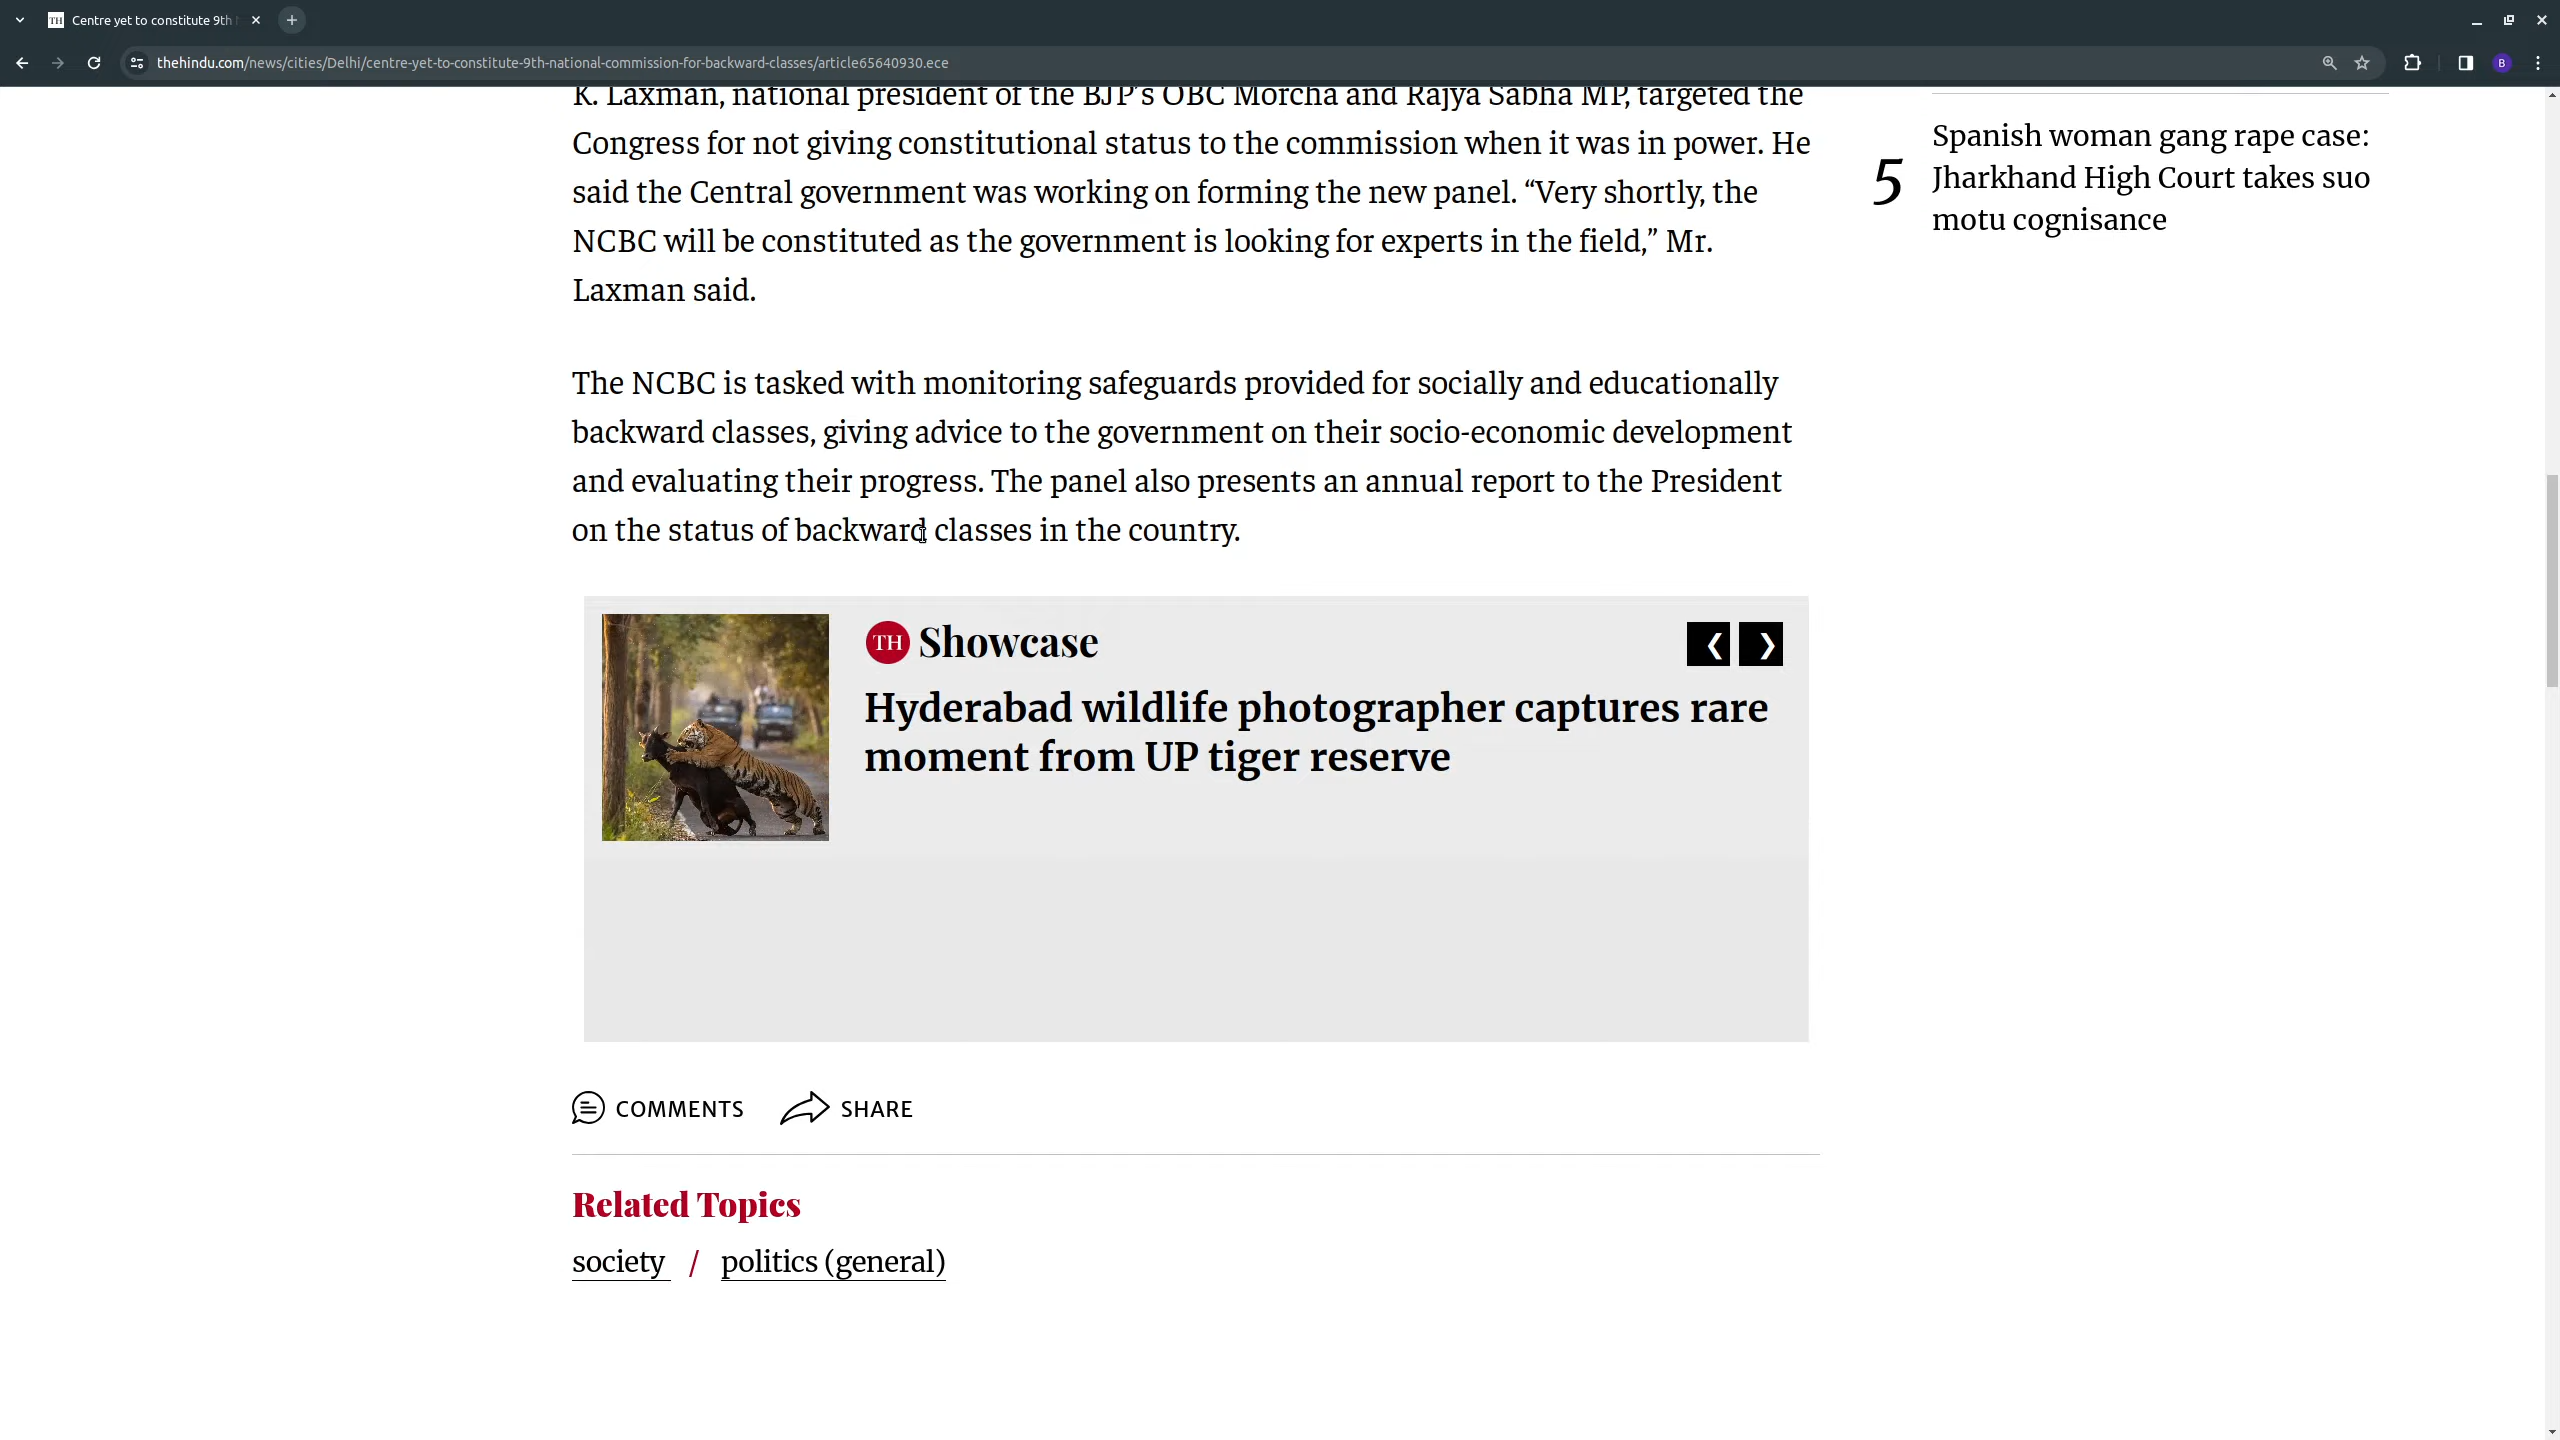 Centre yet to constitute 9th
thehindu.com/news/cities/Delhi/centre-yet-to-constitute-9th-national-commission-for-backward-classes/article65640930.ece
B
K. Laxman, national president of the BJP’s OBC Morcha and Rajya Sabha MP, targeted the
Congress for not giving constitutional status to the commission when it was in power. He
said the Central government was working on forming the new panel. “Very shortly, the
NCBC will be constituted as the government is looking for experts in the field,” Mr.
Laxman said.
The NCBC is tasked with monitoring safeguards provided for socially and educationally
backward classes, giving advice to the government on their socio-economic development
and evaluating their progress. The panel also presents an annual report to the President
on the status of backward classes in the country.
TH Showcase
Hyderabad wildlife photographer captures rare
moment from UP tiger reserve
COMMENTS SHARE
Related Topics
society / politics (general)
5
Spanish woman gang rape case:
Jharkhand High Court takes suo
motu cognisance